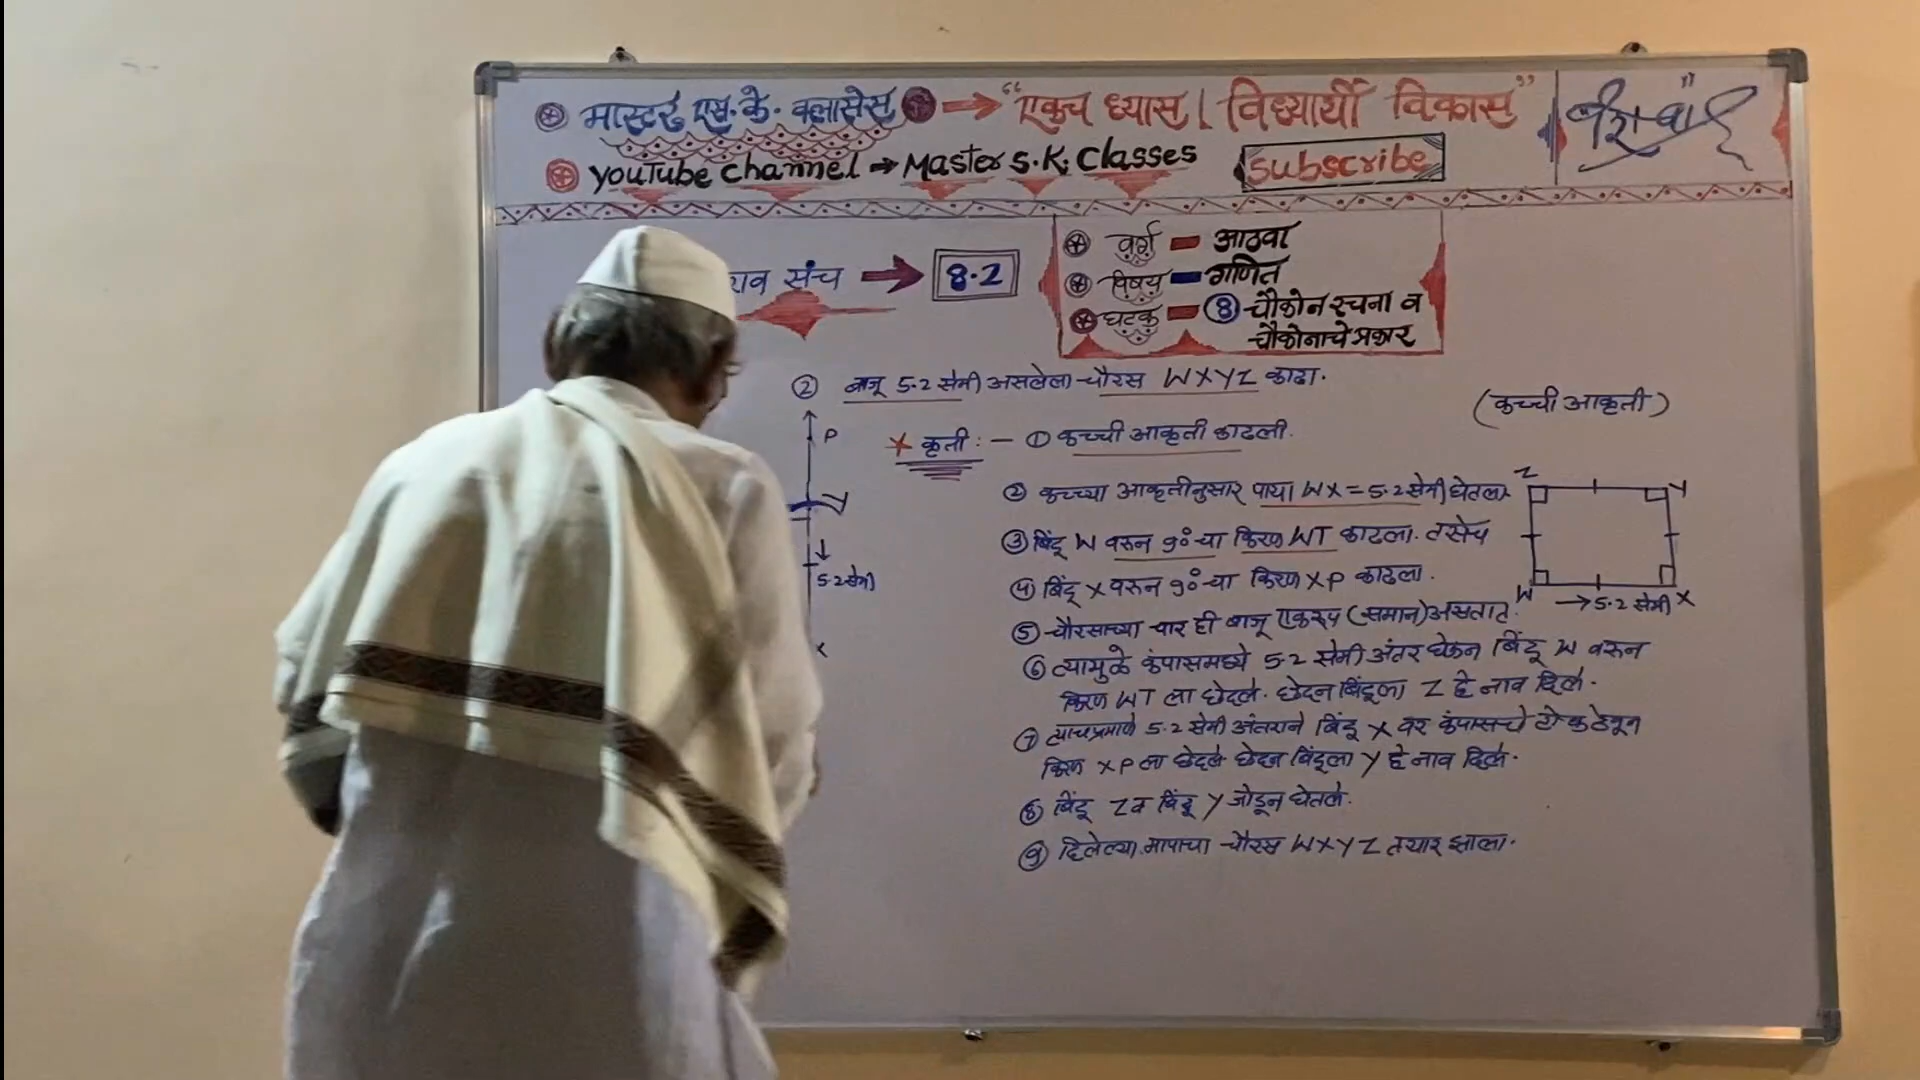 मास्टर एस.के. क्लासेस → "एकच ध्यास। विद्यार्थी विकास"
YouTube channel → Master S.K. Classes Subscribe
राव संच → 8.2
वर्ग - आठवा
विषय - गणित
घटक - ⑧ चौकोन रचना व
चौकोनाचे प्रकार
② बाजू 5.2 सेमी असलेला चौरस WXYZ काढा.
(कच्ची आकृती)
P
Y
5.2 सेमी
X
* कृती :- ① कच्ची आकृती काढली.
② कच्च्या आकृतीनुसार पाया WX = 5.2 सेमी घेतला.
③ बिंदू W वरून 90° चा किरण WT काढला. तसेच
④ बिंदू X वरून 90° चा किरण XP काढला.
⑤ चौरसाच्या चार ही बाजू एकरूप (समान) असतात.
⑥ त्यामुळे कंपासमध्ये 5.2 सेमी अंतर घेऊन बिंदू W वरून
किरण WT ला छेदले. छेदन बिंदूला Z हे नाव दिले.
⑦ त्याचप्रमाणे 5.2 सेमी अंतराने बिंदू X वर कंपासचे टोक ठेवून
किरण XP ला छेदले छेदन बिंदूला Y हे नाव दिले.
⑧ बिंदू Z व बिंदू Y जोडून घेतले.
⑨ दिलेल्या मापाचा चौरस WXYZ तयार झाला.
Z Y
W → 5.2 सेमी X